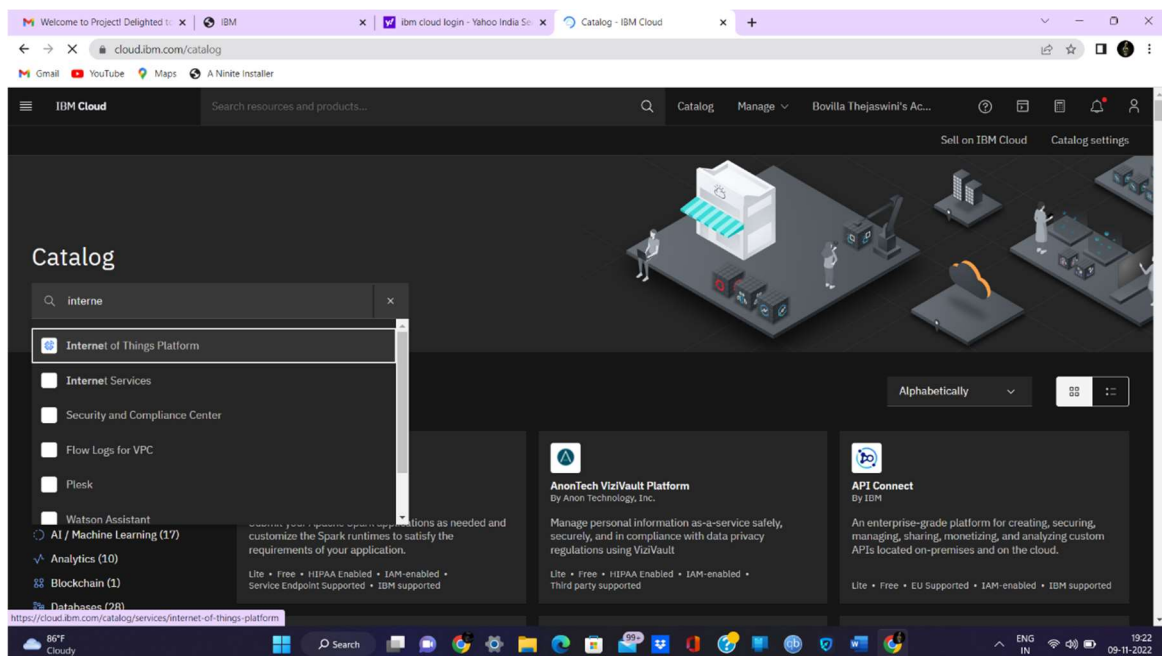 Welcome to Project! Delighted to
IBM
ibm cloud login - Yahoo India Se
Catalog - IBM Cloud
cloud.ibm.com/catalog
Gmail
YouTube
Maps
A Ninite Installer
IBM Cloud
Search resources and products...
Catalog
Manage
Bovilla Thejaswini's Ac...
Sell on IBM Cloud
Catalog settings
Catalog
interne
Internet of Things Platform
Internet Services
Security and Compliance Center
Flow Logs for VPC
Plesk
Watson Assistant
AI / Machine Learning (17)
Analytics (10)
Blockchain (1)
Databases (28)
Alphabetically
Submit your Apache Spark applications as needed and
customize the Spark runtimes to satisfy the
requirements of your application.
Lite • Free • HIPAA Enabled • IAM-enabled •
Service Endpoint Supported • IBM supported
AnonTech ViziVault Platform
By Anon Technology, Inc.
Manage personal information as-a-service safely,
securely, and in compliance with data privacy
regulations using ViziVault
Lite • Free • HIPAA Enabled • IAM-enabled •
Third party supported
API Connect
By IBM
An enterprise-grade platform for creating, securing,
managing, sharing, monetizing, and analyzing custom
APIs located on-premises and on the cloud.
Lite • Free • EU Supported • IAM-enabled • IBM supported
https://cloud.ibm.com/catalog/services/internet-of-things-platform
86°F
Cloudy
Search
99+
ENG
IN
19:22
09-11-2022